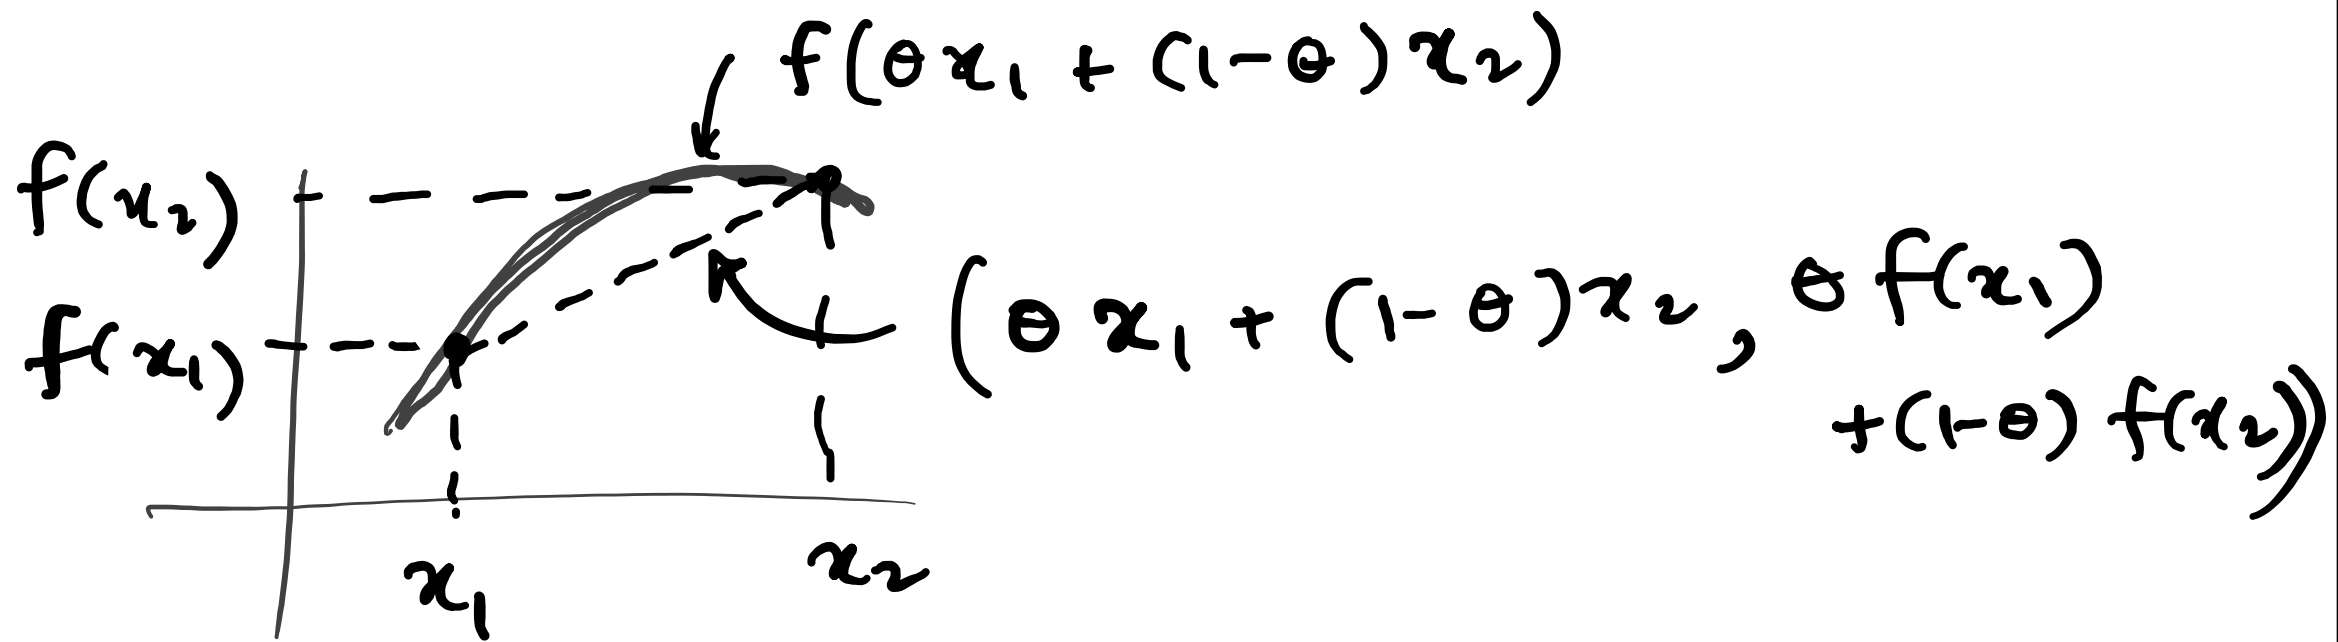 f(θx₁ + (1-θ)x₂)
f(x₂)
(θx₁ + (1-θ)x₂, θf(x₁)
f(x₁)
+(1-θ) f(x₂))
x₁
x₂